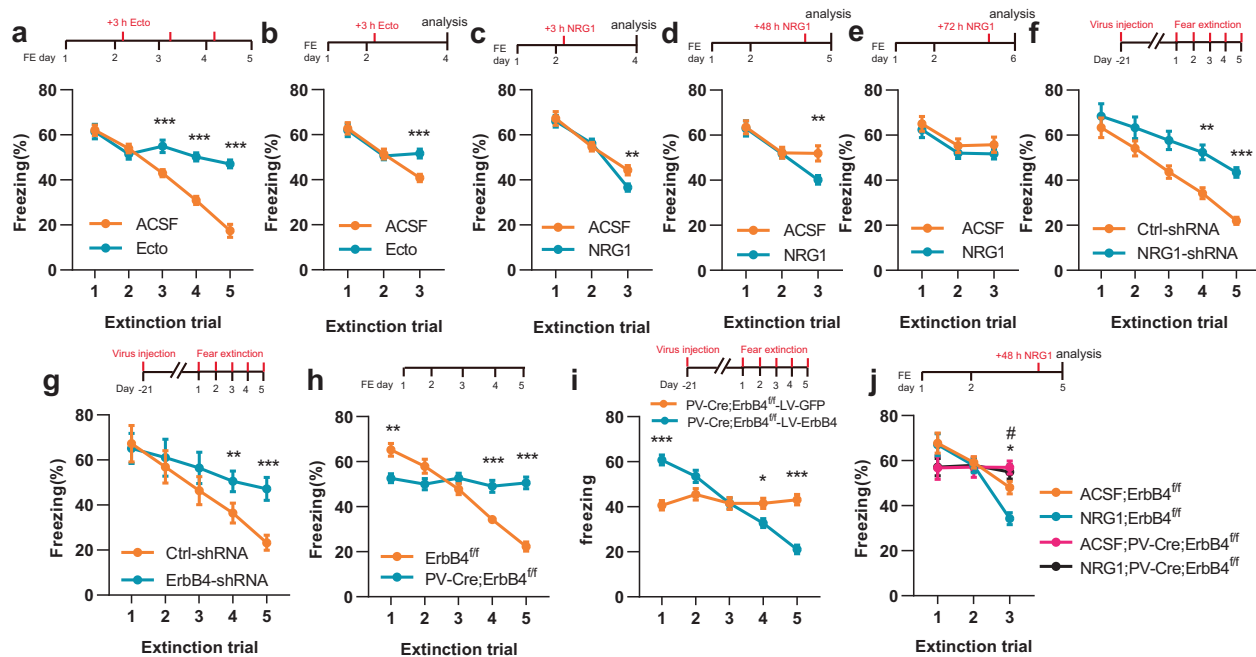 a
+3 h Ecto
FE day
1 2 3 4 5
Freezing(%)
80
60
40
20
0
*** *** ***
ACSF
Ecto
1 2 3 4 5
Extinction trial
b
+3 h Ecto
analysis
FE day
1 2 4
Freezing(%)
80
60
40
20
0
***
ACSF
Ecto
1 2 3
Extinction trial
c
+3 h NRG1
analysis
FE day
1 2 4
Freezing(%)
80
60
40
20
0
**
ACSF
NRG1
1 2 3
Extinction trial
d
analysis
+48 h NRG1
FE day
1 2 5
Freezing(%)
80
60
40
20
0
**
ACSF
NRG1
1 2 3
Extinction trial
e
analysis
+72 h NRG1
FE day
1 2 6
Freezing(%)
80
60
40
20
0
ACSF
NRG1
1 2 3
Extinction trial
f
Virus injection Fear extinction
Day -21 1 2 3 4 5
Freezing(%)
80
60
40
20
0
** ***
Ctrl-shRNA
NRG1-shRNA
1 2 3 4 5
Extinction trial
g
Virus injection Fear extinction
Day -21 1 2 3 4 5
Freezing(%)
80
60
40
20
0
** ***
Ctrl-shRNA
ErbB4-shRNA
1 2 3 4 5
Extinction trial
h
FE day
1 2 3 4 5
Freezing(%)
80
60
40
20
0
** *** ***
ErbB4f/f
PV-Cre;ErbB4f/f
1 2 3 4 5
Extinction trial
i
Virus injection Fear extinction
Day -21 1 2 3 4 5
freezing
80
60
40
20
0
PV-Cre;ErbB4f/f-LV-GFP
PV-Cre;ErbB4f/f-LV-ErbB4
*** * ***
1 2 3 4 5
Extinction trial
j
+48 h NRG1 analysis
FE day
1 2 5
Freezing(%)
80
60
40
20
0
#
*
ACSF;ErbB4f/f
NRG1;ErbB4f/f
ACSF;PV-Cre;ErbB4f/f
NRG1;PV-Cre;ErbB4f/f
1 2 3
Extinction trial